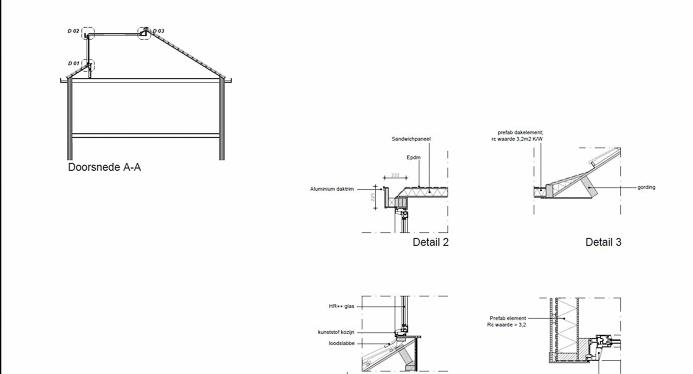 D 02
D 03
D 01
Doorsnede A-A
Sandwichpaneel
Epdm
Aluminium daktrim
Detail 2
prefab dakelement;
rc waarde 3,2m2 K/W
gording
Detail 3
HR++ glas
kunststof kozijn
loodslabbe
Prefab element
Rc waarde > 3,2